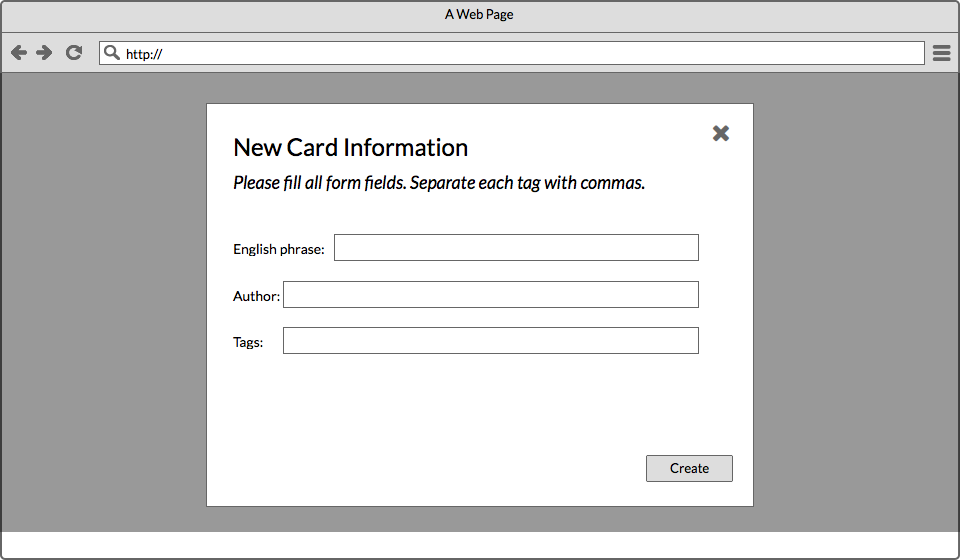 A Web Page
http://
New Card Information
Please fill all form fields. Separate each tag with commas.
English phrase:
Author:
Tags:
Create